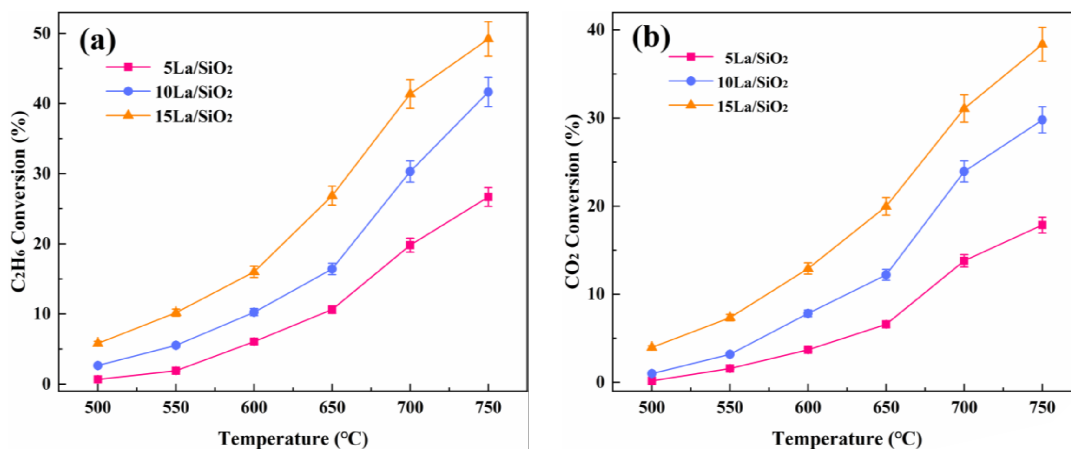 (a)
5La/SiO₂
10La/SiO₂
15La/SiO₂
C₂H₆ Conversion (%)
50
40
30
20
10
0
500 550 600 650 700 750
Temperature (℃)
(b)
5La/SiO₂
10La/SiO₂
15La/SiO₂
CO₂ Conversion (%)
40
30
20
10
0
500 550 600 650 700 750
Temperature (℃)